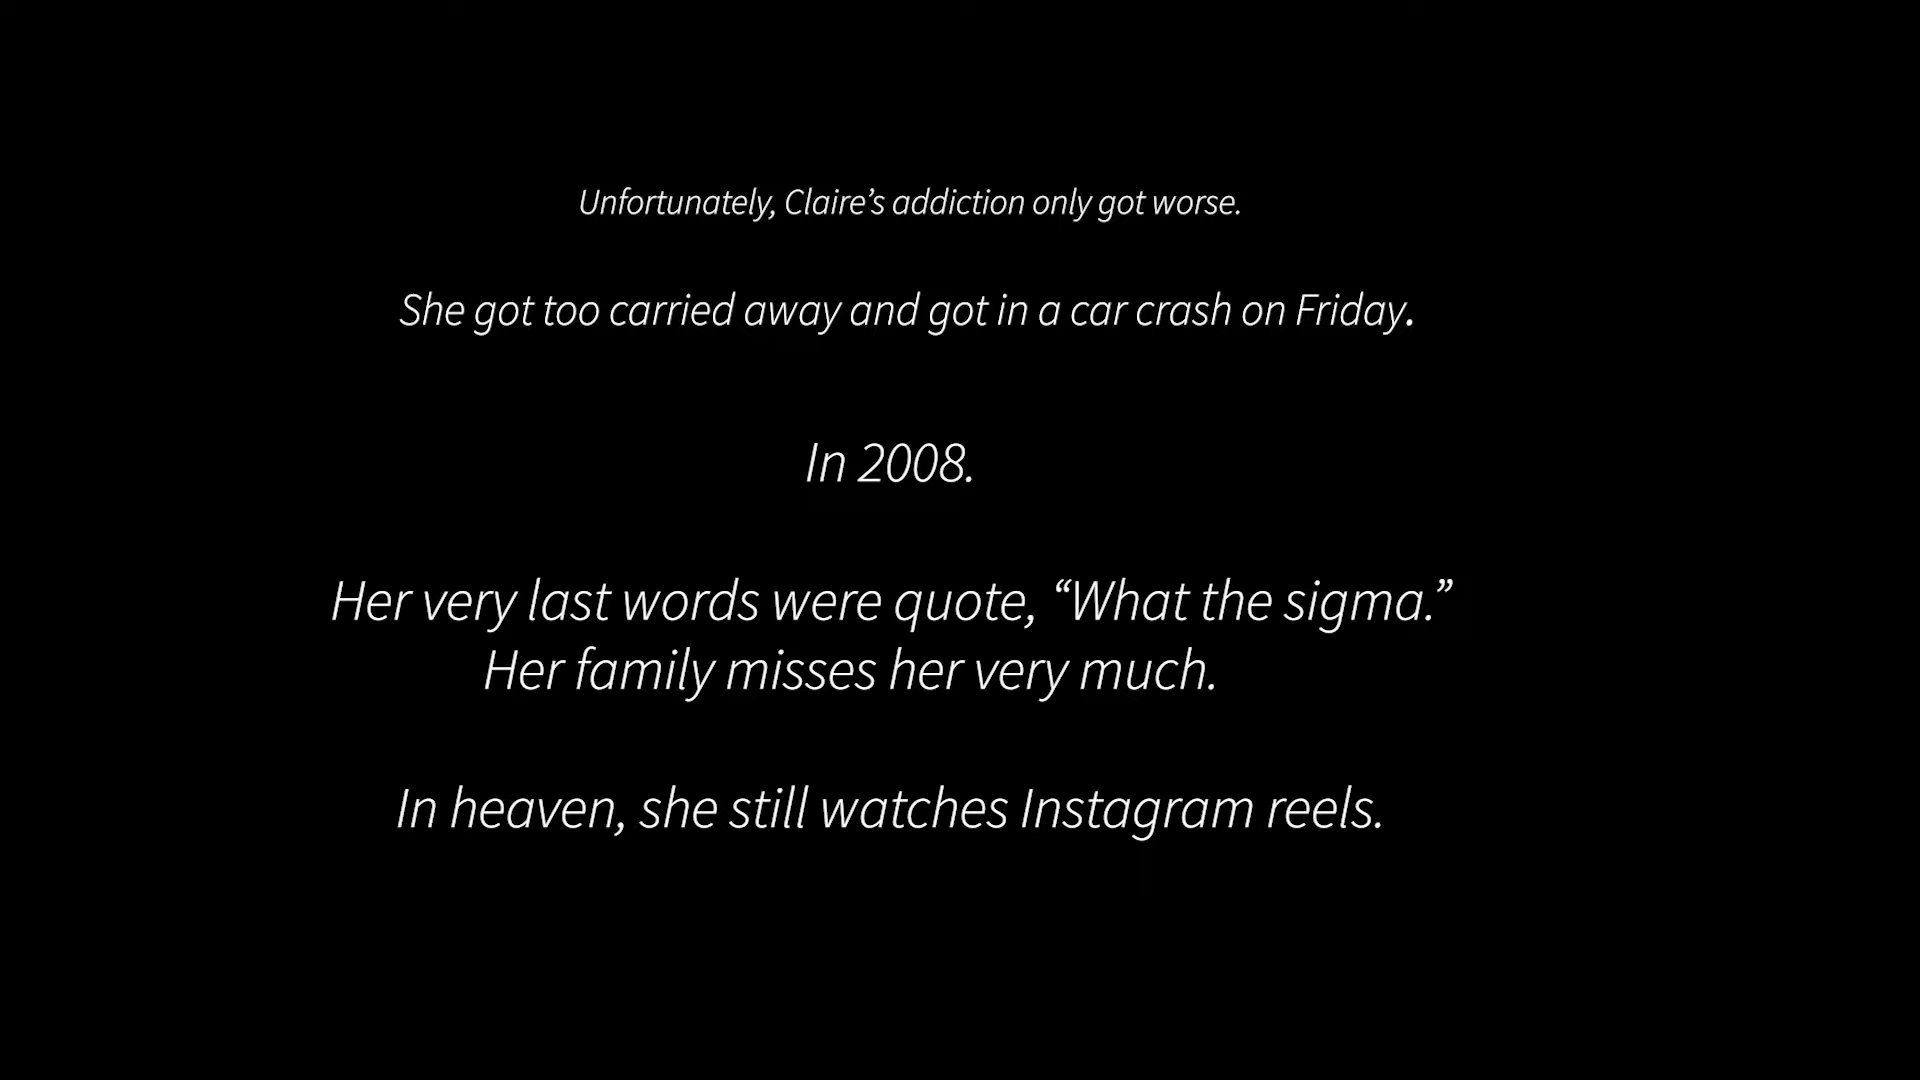 Unfortunately, Claire’s addiction only got worse.
She got too carried away and got in a car crash on Friday.
In 2008.
Her very last words were quote, “What the sigma.”
Her family misses her very much.
In heaven, she still watches Instagram reels.